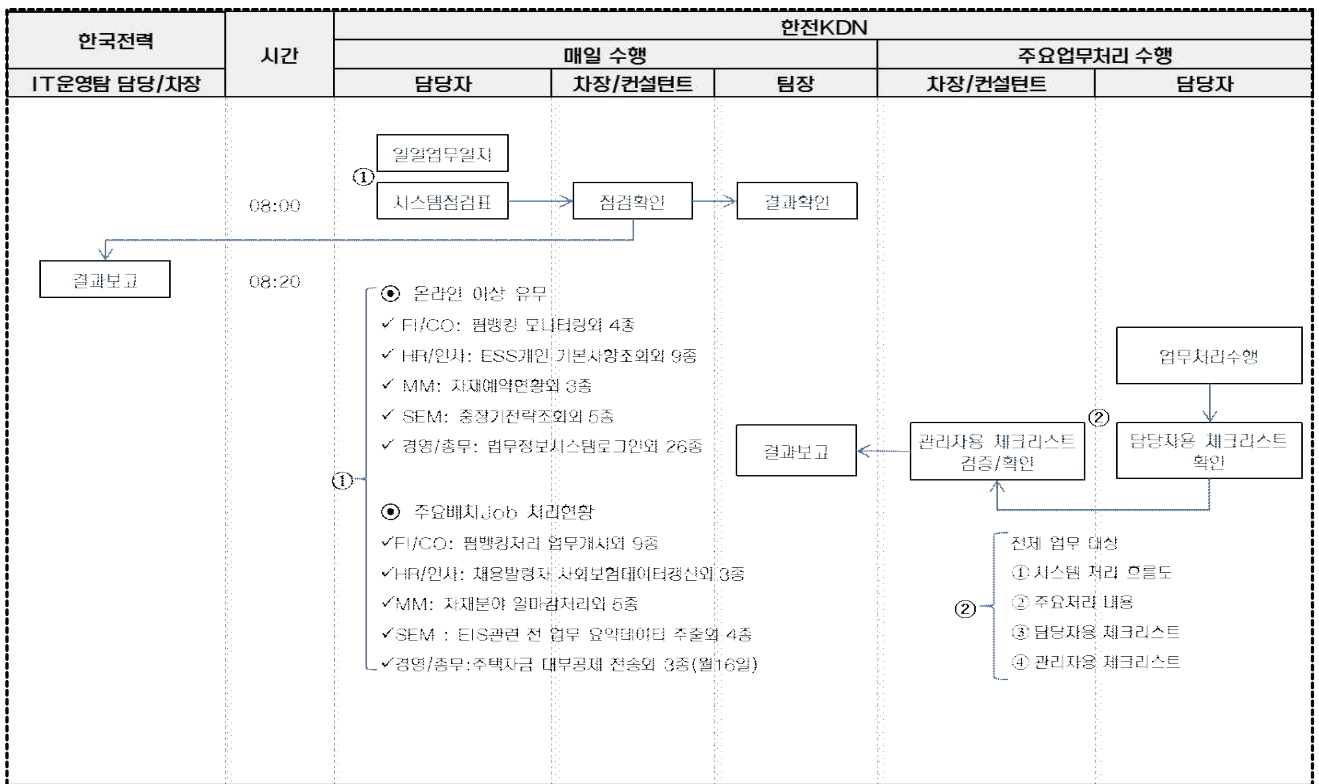 한국전력
시간
한전KDN
매일 수행
주요업무처리 수행
IT운영탐 담당/차장
담당자
차장/컨설턴트
팀장
차장/컨설턴트
담당자
일일업무일지
①
시스템점검표
점검확인
결과확인
08:00
결과보고
08:20
① 
◉ 온라인 이상 유무
✓ FI/CO: 펌뱅킹 모니터링외 4종
✓ HR/인사: ESS개인 기본사항조회외 9종
✓ MM: 자재예약현황외 3종
✓ SEM: 중장기전략조회외 5종
✓ 경영/총무: 법무정보시스템로그인외 26종
◉ 주요배치Job 처리현황
✓FI/CO: 펌뱅킹처리 업무개시외 9종
✓HR/인사: 채용발령자 사회보험데이터갱신외 3종
✓MM: 자재분야 일마감처리외 5종
✓SEM : EIS관련 전 업무 요약데이터 추출외 4종
✓경영/총무:주택자금 대부공제 전송외 3종(월16일)
업무처리수행
②
담당자용 체크리스트
확인
관리자용 체크리스트
검증/확인
결과보고
②
전체 업무 대상
① 시스템 처리 흐름도
② 주요처리 내용
③ 담당자용 체크리스트
④ 관리자용 체크리스트